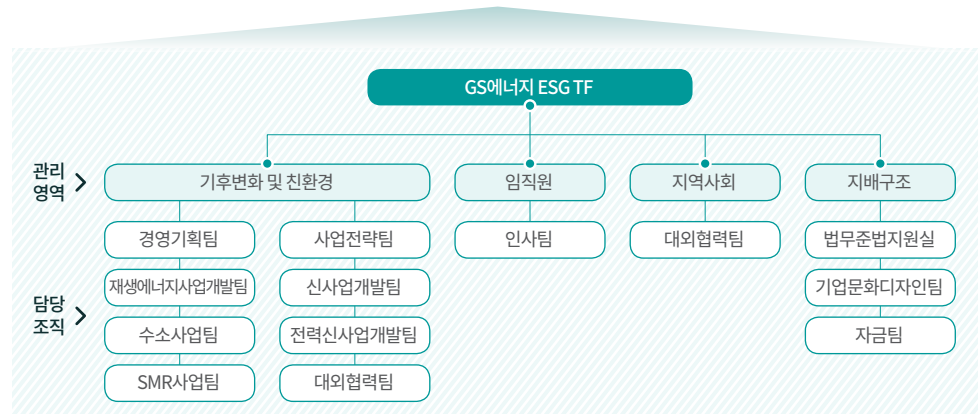 GS에너지 ESG TF
관리
영역
기후변화 및 친환경
임직원
지역사회
지배구조
담당
조직
경영기획팀
사업전략팀
인사팀
대외협력팀
법무준법지원실
재생에너지사업개발팀
신사업개발팀
기업문화디자인팀
수소사업팀
전력신사업개발팀
자금팀
SMR사업팀
대외협력팀